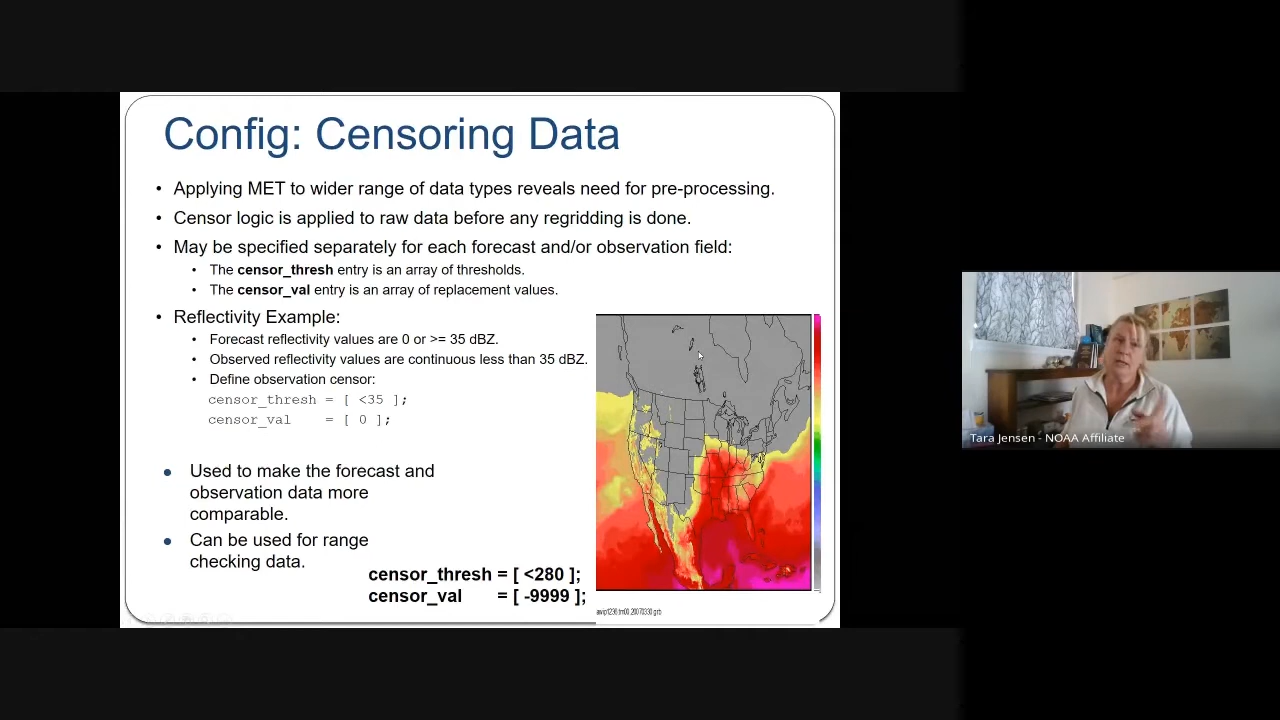 Config: Censoring Data
• Applying MET to wider range of data types reveals need for pre-processing.
• Censor logic is applied to raw data before any regridding is done.
• May be specified separately for each forecast and/or observation field:
• The censor_thresh entry is an array of thresholds.
• The censor_val entry is an array of replacement values.
• Reflectivity Example:
• Forecast reflectivity values are 0 or >= 35 dBZ.
• Observed reflectivity values are continuous less than 35 dBZ.
• Define observation censor:
censor_thresh = [ <35 ];
censor_val = [ 0 ];
• Used to make the forecast and
observation data more
comparable.
• Can be used for range
checking data.
censor_thresh = [ <280 ];
censor_val = [ -9999 ];
Tara Jensen - NOAA Affiliate